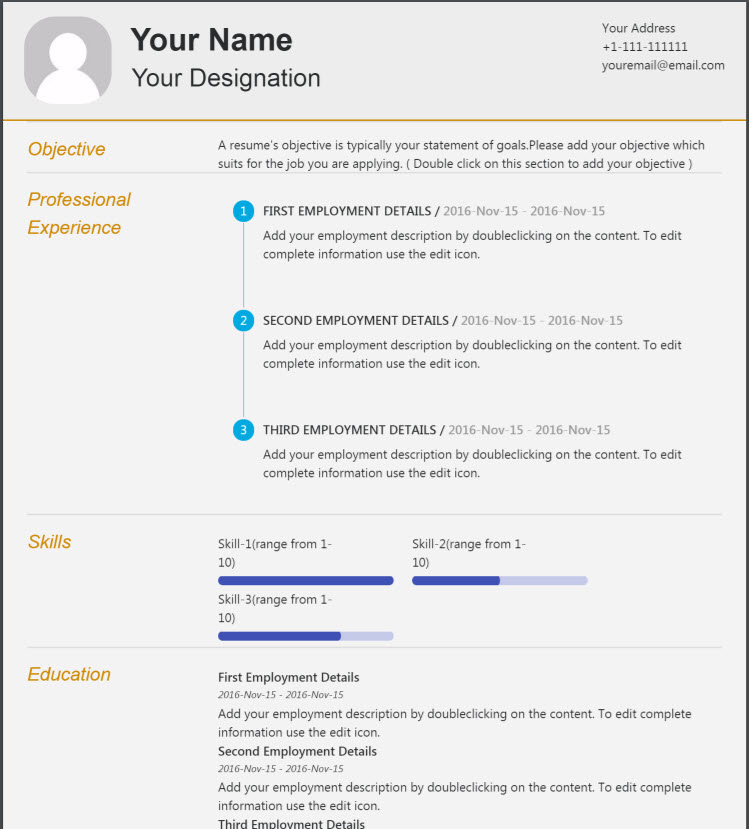 Your Name
Your Designation
Your Address
+1-111-111111
youremail@email.com
Objective
A resume's objective is typically your statement of goals.Please add your objective which
suits for the job you are applying. ( Double click on this section to add your objective )
Professional
Experience
1 FIRST EMPLOYMENT DETAILS / 2016-Nov-15 - 2016-Nov-15
Add your employment description by doubleclicking on the content. To edit
complete information use the edit icon.
2 SECOND EMPLOYMENT DETAILS / 2016-Nov-15 - 2016-Nov-15
Add your employment description by doubleclicking on the content. To edit
complete information use the edit icon.
3 THIRD EMPLOYMENT DETAILS / 2016-Nov-15 - 2016-Nov-15
Add your employment description by doubleclicking on the content. To edit
complete information use the edit icon.
Skills
Skill-1(range from 1-
10)
Skill-2(range from 1-
10)
Skill-3(range from 1-
10)
Education
First Employment Details
2016-Nov-15 - 2016-Nov-15
Add your employment description by doubleclicking on the content. To edit complete
information use the edit icon.
Second Employment Details
2016-Nov-15 - 2016-Nov-15
Add your employment description by doubleclicking on the content. To edit complete
information use the edit icon.
Third Employment Details